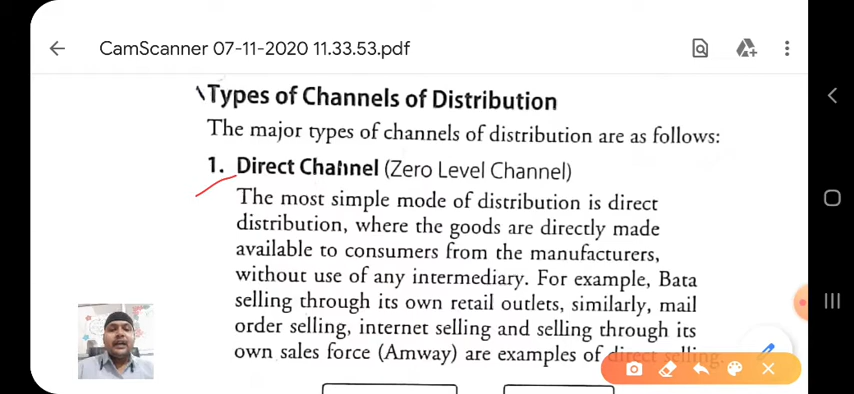 CamScanner 07-11-2020 11.33.53.pdf
Types of Channels of Distribution
The major types of channels of distribution are as follows:
1. Direct Channel (Zero Level Channel)
The most simple mode of distribution is direct
distribution, where the goods are directly made
available to consumers from the manufacturers,
without use of any intermediary. For example, Bata
selling through its own retail outlets, similarly, mail
order selling, internet selling and selling through its
own sales force (Amway) are examples of direct selling.